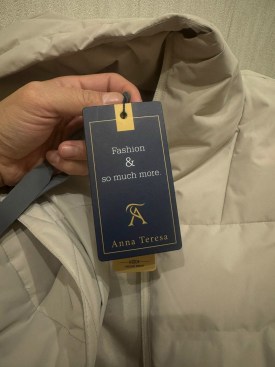 Fashion
&
so much more.
Anna Teresa